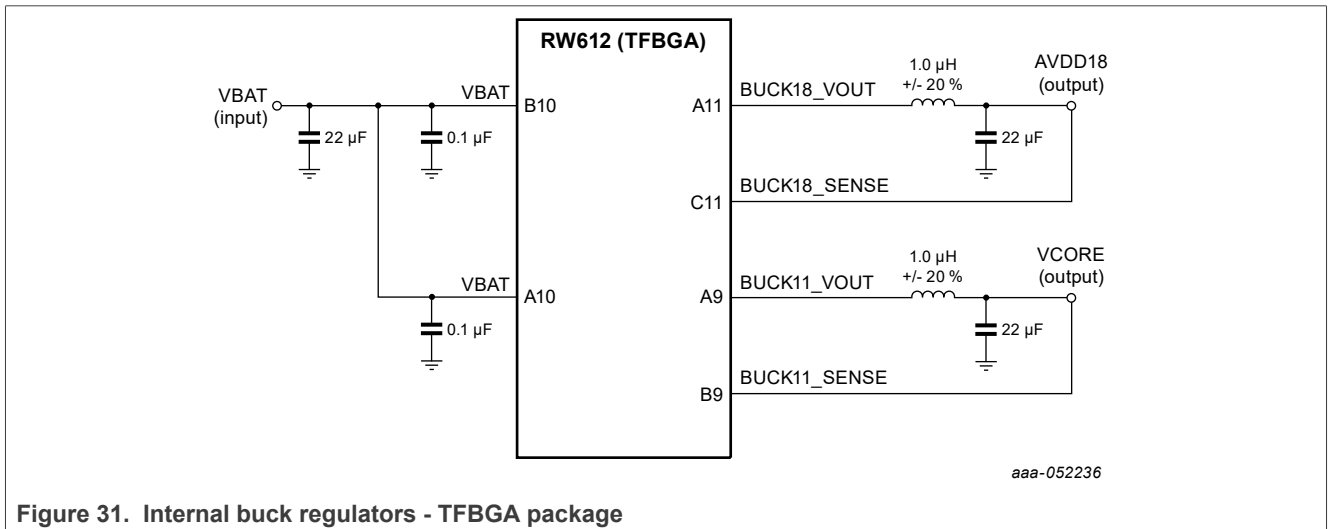 RW612 (TFBGA)
VBAT
(input)
22 µF
VBAT
B10
0.1 µF
VBAT
A10
0.1 µF
A11
BUCK18_VOUT
1.0 µH
+/- 20 %
AVDD18
(output)
22 µF
C11
BUCK18_SENSE
A9
BUCK11_VOUT
1.0 µH
+/- 20 %
VCORE
(output)
22 µF
B9
BUCK11_SENSE
aaa-052236
Figure 31. Internal buck regulators - TFBGA package